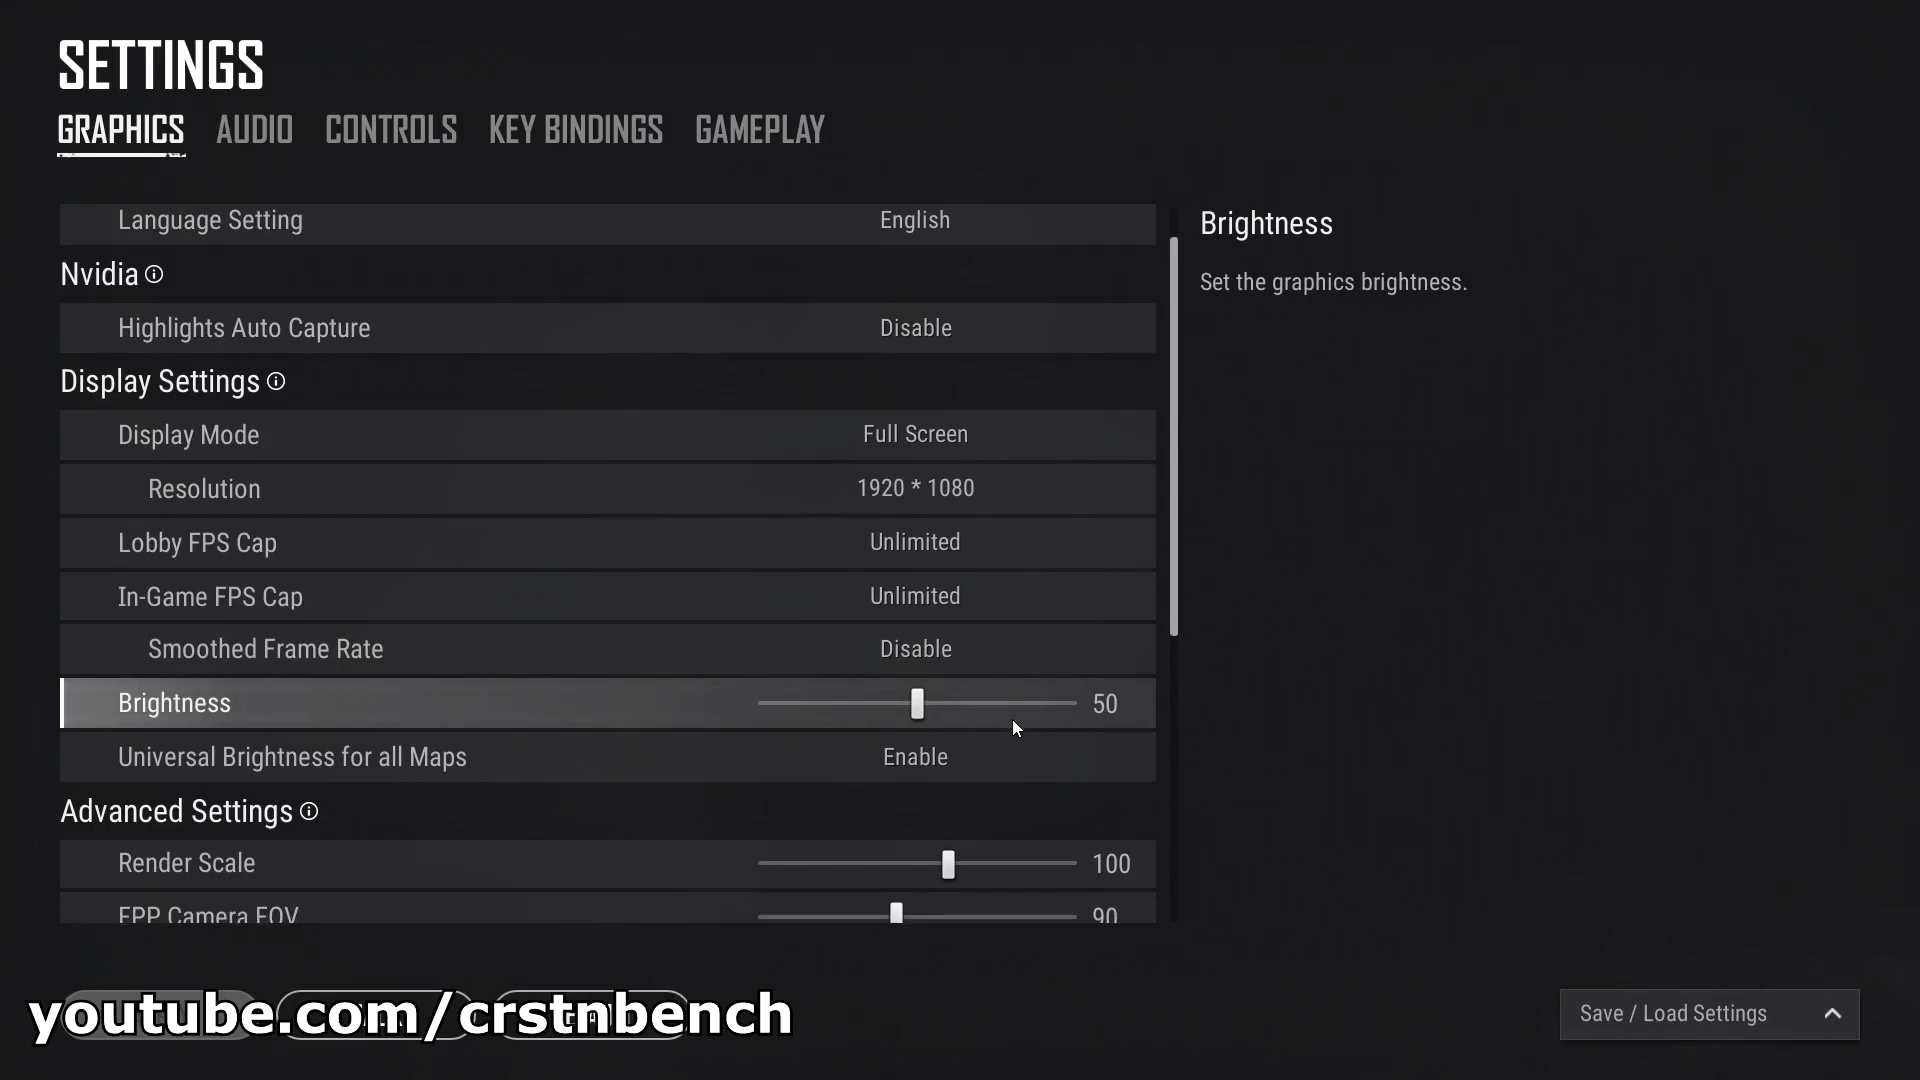 SETTINGS
GRAPHICS AUDIO CONTROLS KEY BINDINGS GAMEPLAY
Language Setting English
Nvidia
Highlights Auto Capture Disable
Display Settings
Display Mode Full Screen
Resolution 1920 * 1080
Lobby FPS Cap Unlimited
In-Game FPS Cap Unlimited
Smoothed Frame Rate Disable
Brightness 50
Universal Brightness for all Maps Enable
Advanced Settings
Render Scale 100
FPP Camera FOV 90
Brightness
Set the graphics brightness.
youtube.com/crstnbench
Save / Load Settings